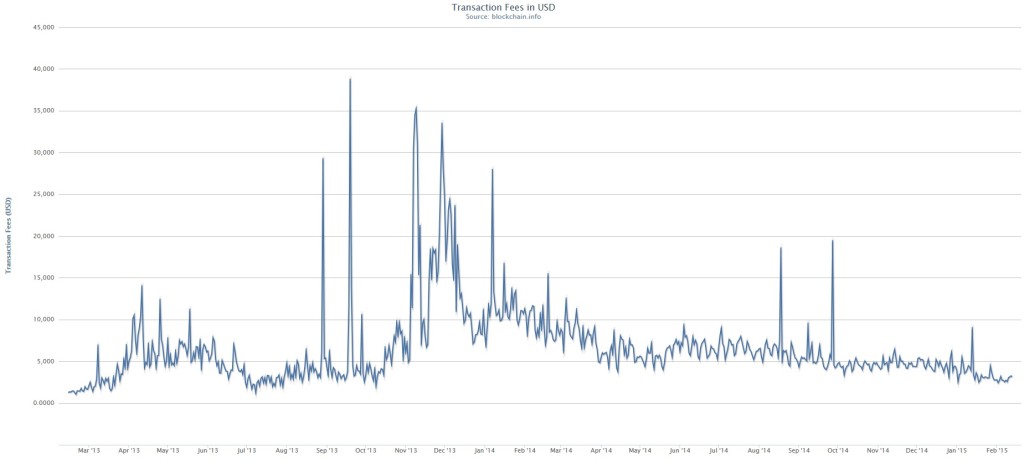 Transaction Fees in USD
Source: blockchain.info
45,000
40,000
35,000
30,000
25,000
20,000
15,000
10,000
5,000
0.0000
Transaction Fees (USD)
Mar '13 Apr '13 May '13 Jun '13 Jul '13 Aug '13 Sep '13 Oct '13 Nov '13 Dec '13 Jan '14 Feb '14 Mar '14 Apr '14 May '14 Jun '14 Jul '14 Aug '14 Sep '14 Oct '14 Nov '14 Dec '14 Jan '15 Feb '15